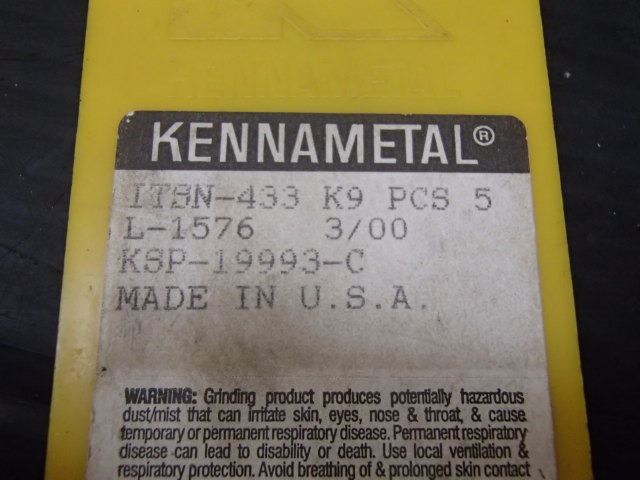 KENNAMETAL
KENNAMETAL®
ITSN-433 K9 PCS 5
L-1576 3/00
KSP-19993-C
MADE IN U.S.A.
WARNING: Grinding product produces potentially hazardous
dust/mist that can irritate skin, eyes, nose & throat, & cause
temporary or permanent respiratory disease. Permanent respiratory
disease can lead to disability or death. Use local ventilation &
respiratory protection. Avoid breathing of & prolonged skin contact